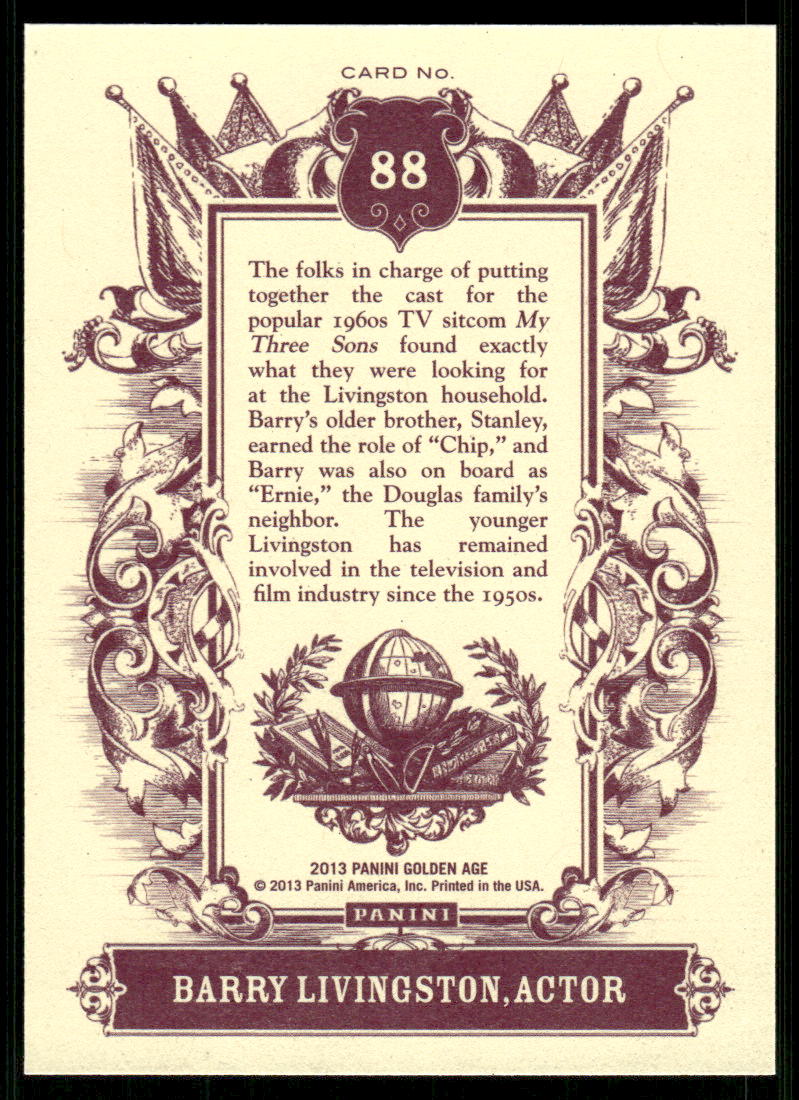 CARD No.
88
The folks in charge of putting
together the cast for the
popular 1960s TV sitcom My
Three Sons found exactly
what they were looking for
at the Livingston household.
Barry's older brother, Stanley,
earned the role of “Chip,” and
Barry was also on board as
“Ernie,” the Douglas family's
neighbor. The younger
Livingston has remained
involved in the television and
film industry since the 1950s.
2013 PANINI GOLDEN AGE
© 2013 Panini America, Inc. Printed in the USA.
PANINI
BARRY LIVINGSTON, ACTOR